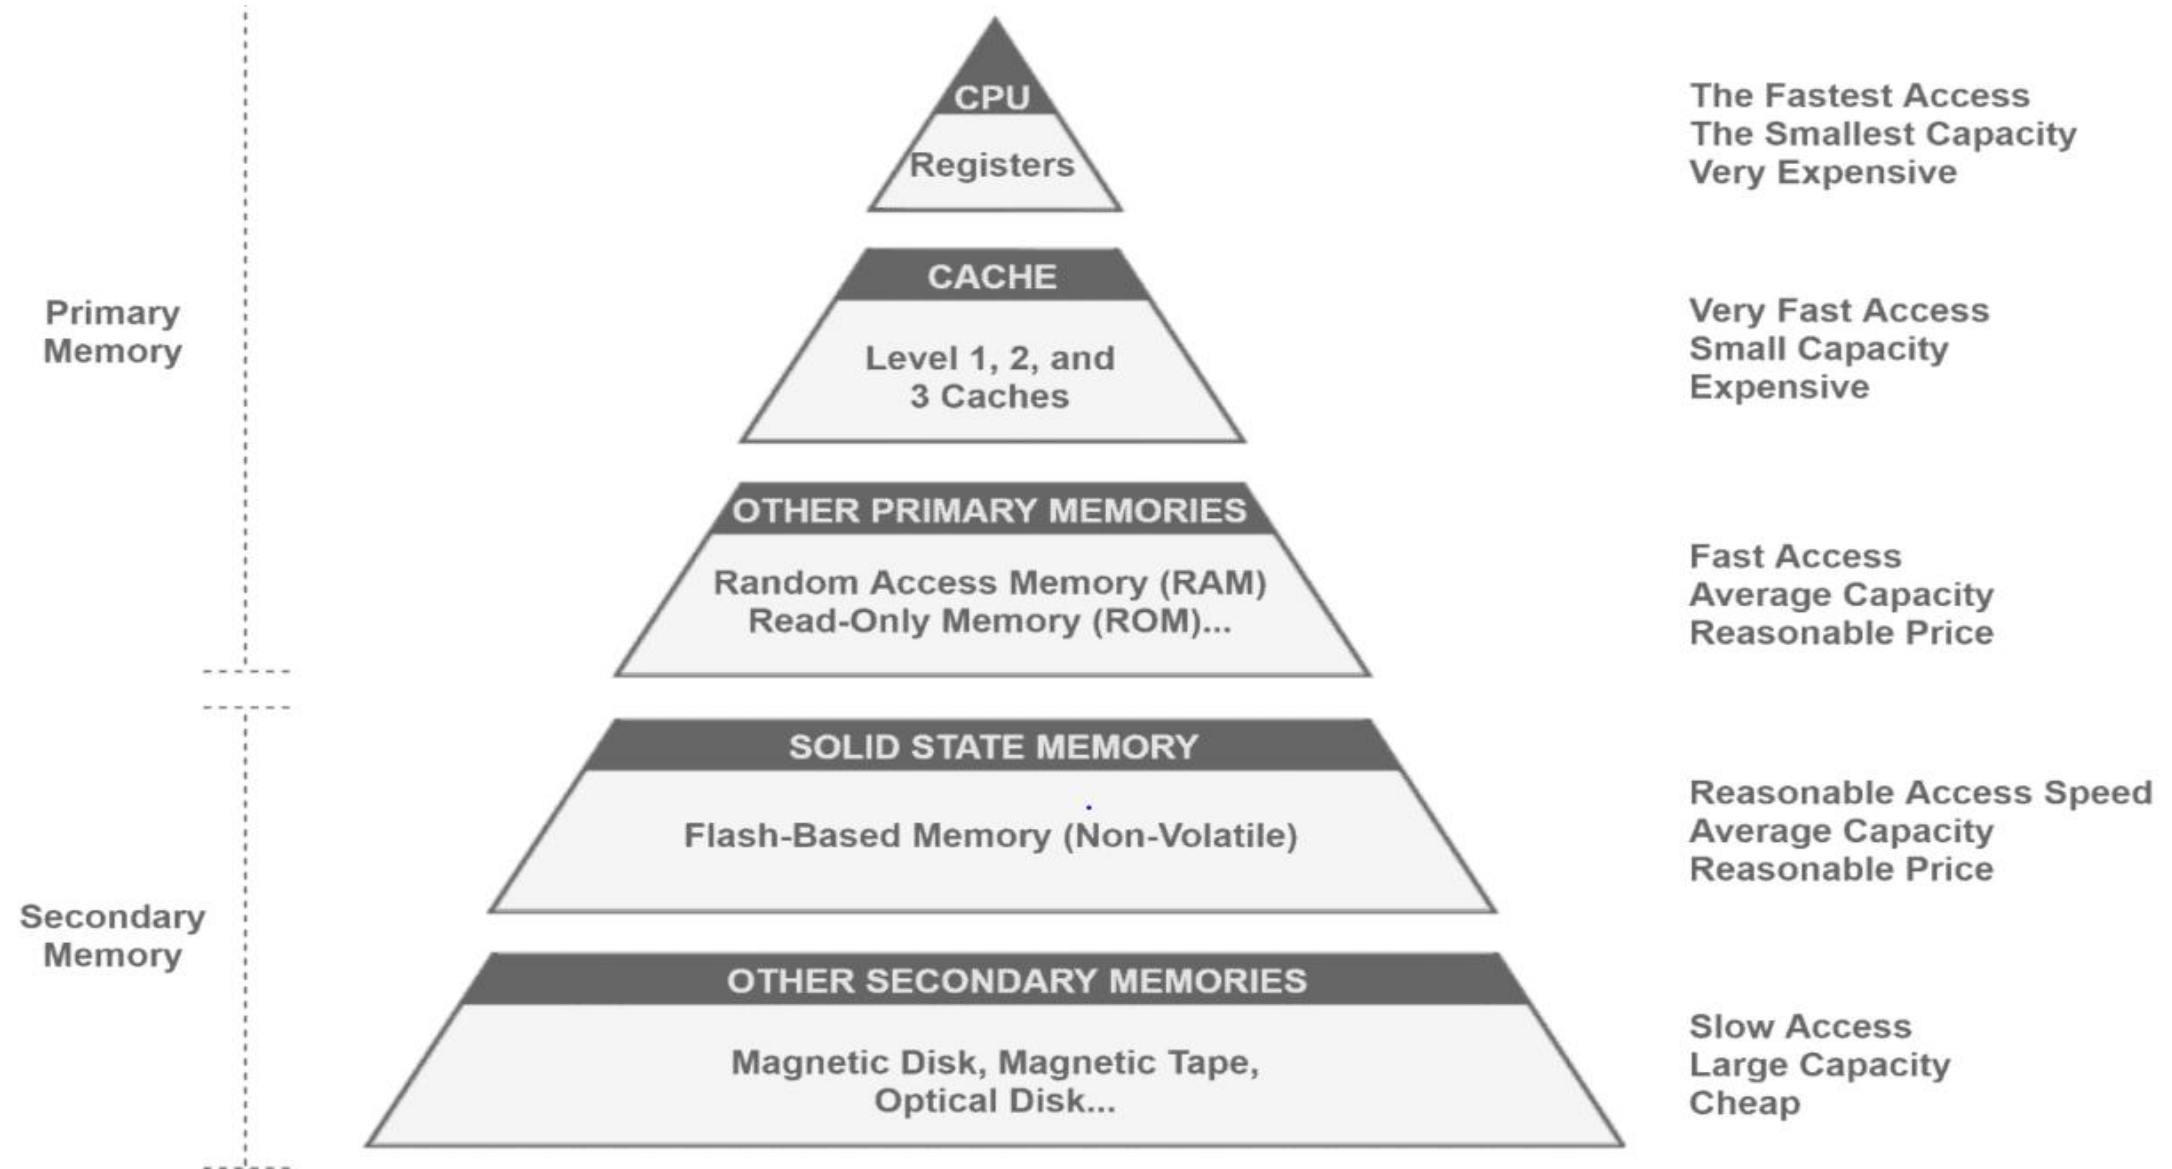 CPU
Registers
The Fastest Access
The Smallest Capacity
Very Expensive
Primary
Memory
CACHE
Level 1, 2, and
3 Caches
Very Fast Access
Small Capacity
Expensive
OTHER PRIMARY MEMORIES
Random Access Memory (RAM)
Read-Only Memory (ROM)...
Fast Access
Average Capacity
Reasonable Price
Secondary
Memory
SOLID STATE MEMORY
Flash-Based Memory (Non-Volatile)
Reasonable Access Speed
Average Capacity
Reasonable Price
OTHER SECONDARY MEMORIES
Magnetic Disk, Magnetic Tape,
Optical Disk...
Slow Access
Large Capacity
Cheap